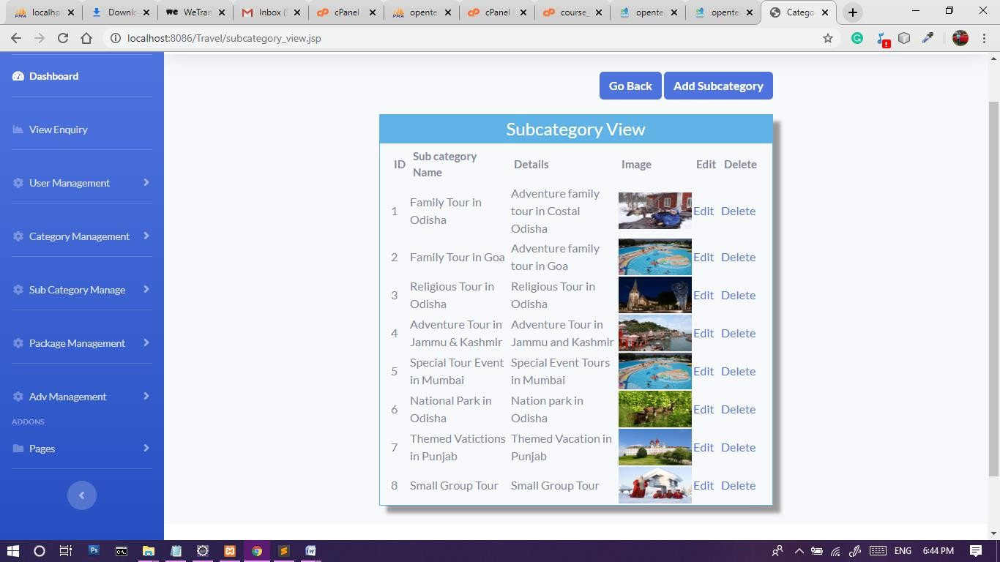 localho
Downlo
WeTran
Inbox (
cPanel
opente
cPanel
course_
opente
opente
Catego
localhost:8086/Travel/subcategory_view.jsp
Dashboard
View Enquiry
User Management
Category Management
Sub Category Manage
Package Management
Adv Management
ADDONS
Pages
Go Back Add Subcategory
Subcategory View
ID Sub category Name Details Image Edit Delete
1 Family Tour in Odisha Adventure family tour in Costal Odisha Edit Delete
2 Family Tour in Goa Adventure family tour in Goa Edit Delete
3 Religious Tour in Odisha Religious Tour in Odisha Edit Delete
4 Adventure Tour in Jammu & Kashmir Adventure Tour in Jammu and Kashmir Edit Delete
5 Special Tour Event in Mumbai Special Event Tours in Mumbai Edit Delete
6 National Park in Odisha Nation park in Odisha Edit Delete
7 Themed Vatictions in Punjab Themed Vacation in Punjab Edit Delete
8 Small Group Tour Small Group Tour Edit Delete
ENG 6:44 PM